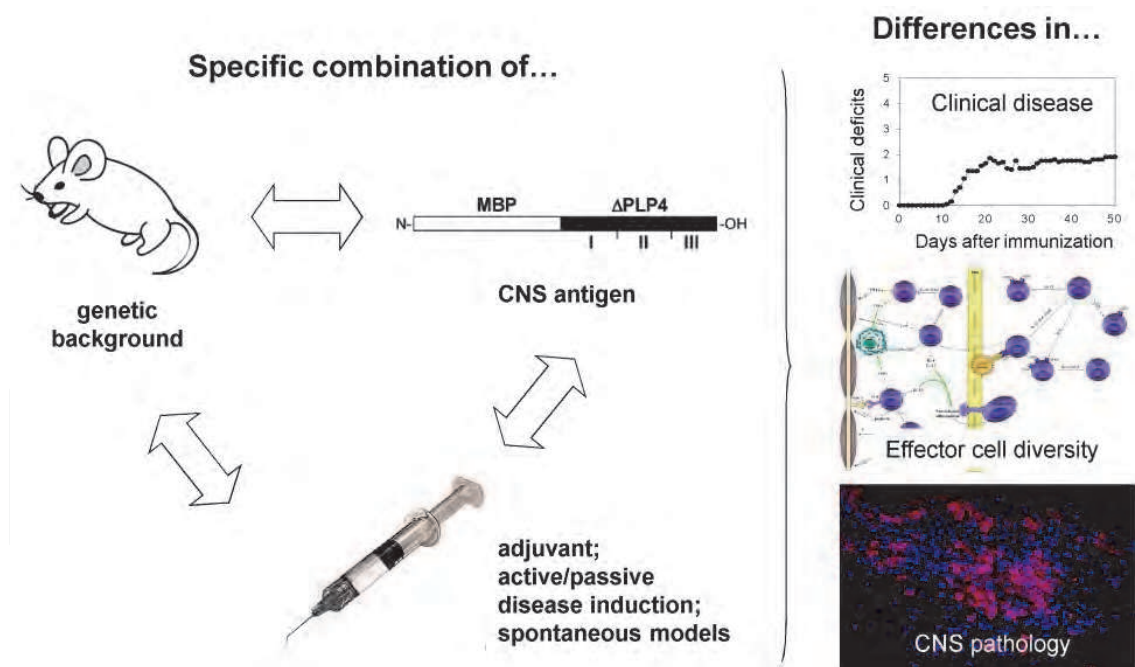 Specific combination of...
genetic
background
N-
MBP
ΔPLP4
-OH
I
II
III
CNS antigen
adjuvant;
active/passive
disease induction;
spontaneous models
Differences in...
Clinical disease
Clinical deficits
5
4
3
2
1
0
0 10 20 30 40 50
Days after immunization
Effector cell diversity
CNS pathology